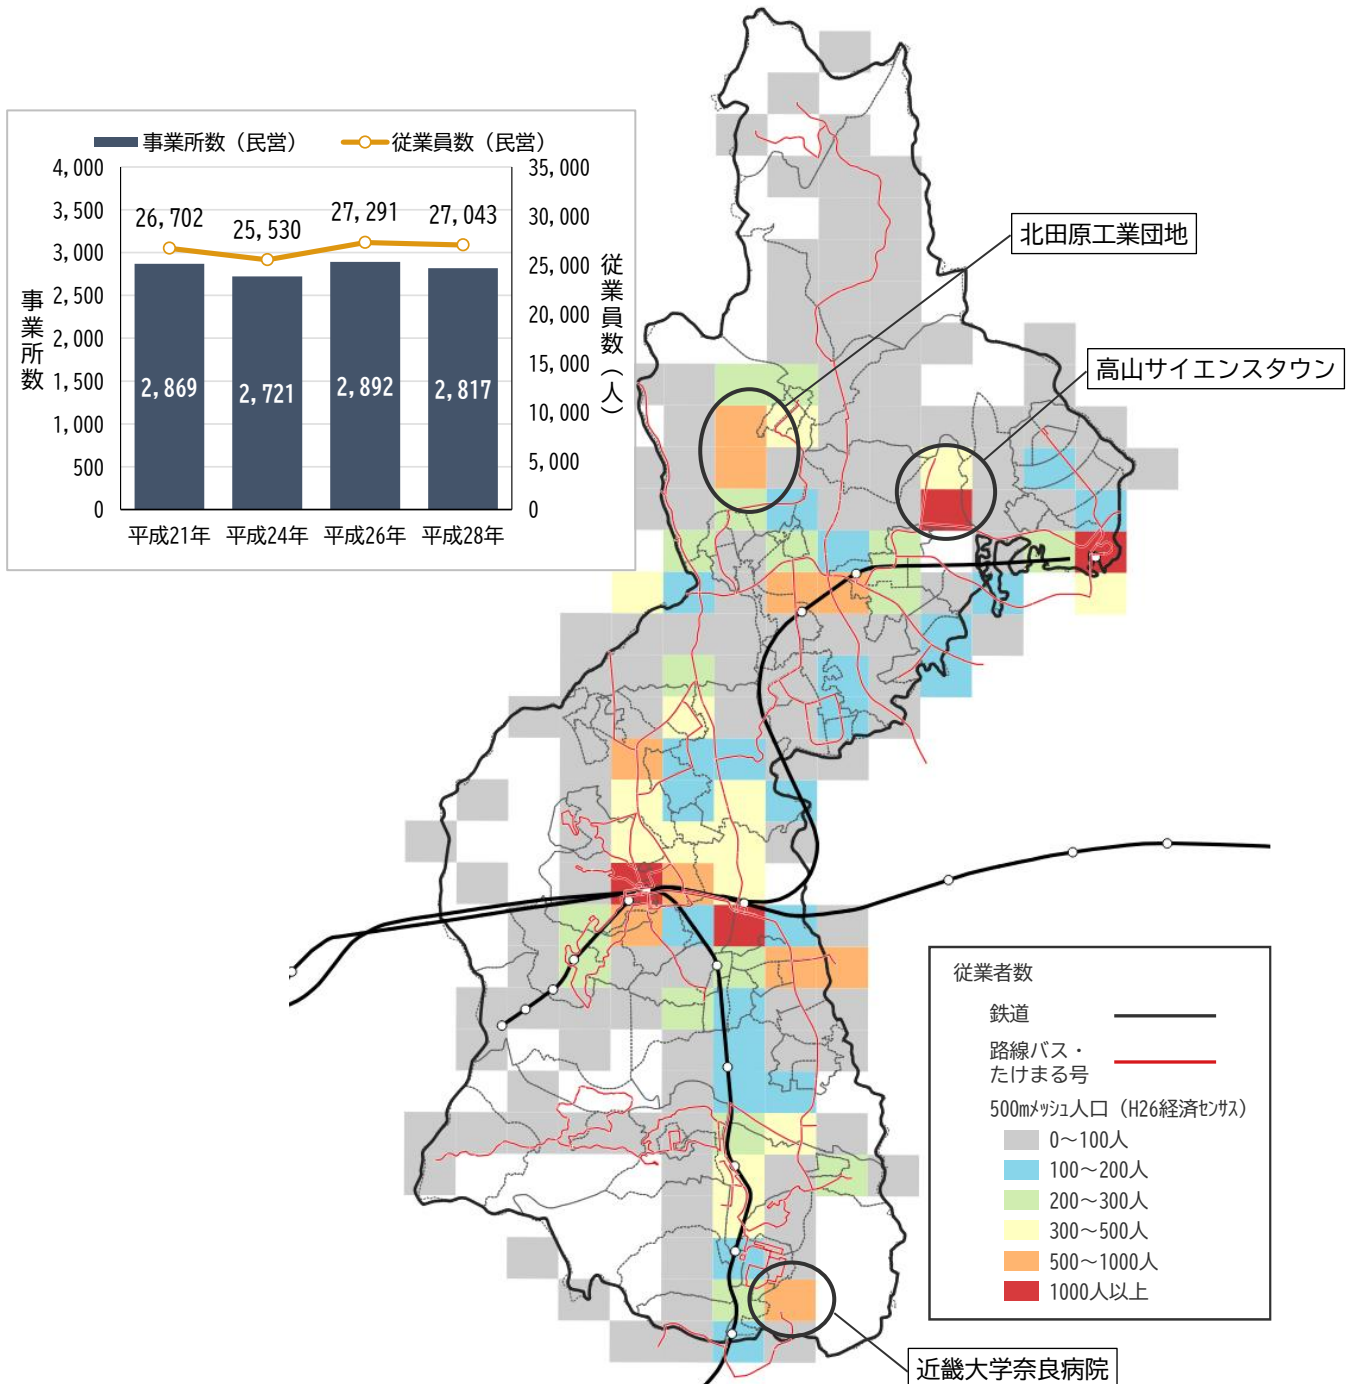 事業所数（民営）　従業員数（民営）
4,000
3,500
3,000
2,500
2,000
1,500
1,000
500
0
事業所数
35,000
30,000
25,000
20,000
15,000
10,000
5,000
0
従業員数（人）
26,702　25,530　27,291　27,043
2,869　2,721　2,892　2,817
平成21年　平成24年　平成26年　平成28年
北田原工業団地
高山サイエンスタウン
従業者数
鉄道
路線バス・
たけまる号
500mメッシュ人口（H26経済センサス）
0～100人
100～200人
200～300人
300～500人
500～1000人
1000人以上
近畿大学奈良病院